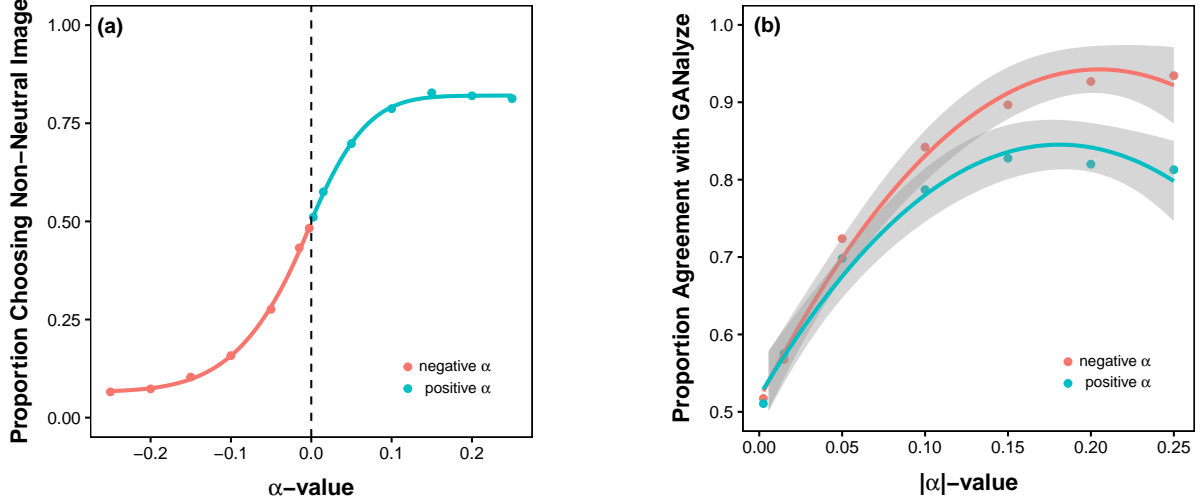 (a)
Proportion Choosing Non−Neutral Image
1.00
0.75
0.50
0.25
0.00
negative α
positive α
−0.2 −0.1 0.0 0.1 0.2
α−value
(b)
Proportion Agreement with GANalyze
1.0
0.9
0.8
0.7
0.6
0.5
negative α
positive α
0.00 0.05 0.10 0.15 0.20 0.25
|α|−value